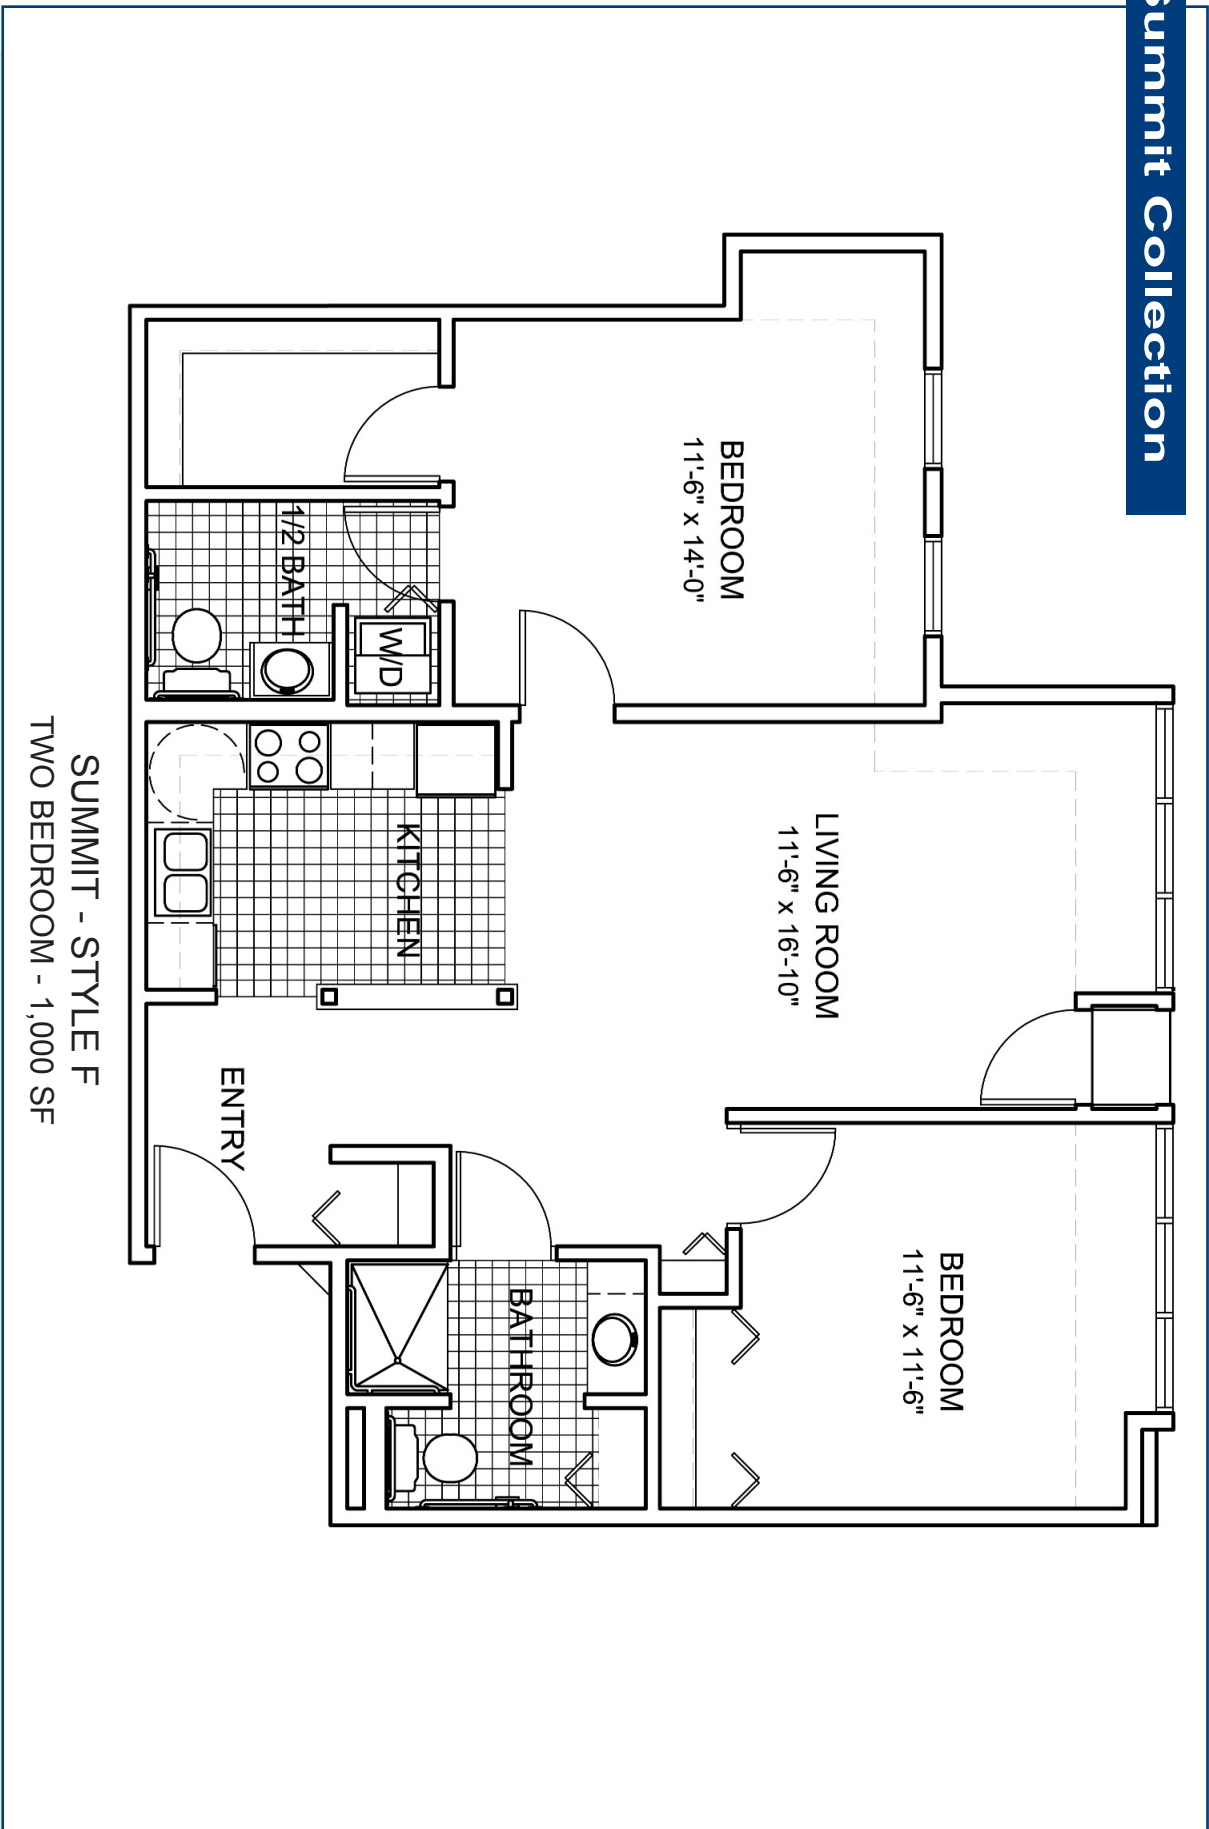 Summit Collection
BEDROOM
11'-6" x 14'-0"
LIVING ROOM
11'-6" x 16'-10"
BEDROOM
11'-6" x 11'-6"
1/2 BATH
W/D
KITCHEN
BATHROOM
ENTRY
SUMMIT - STYLE F
TWO BEDROOM - 1,000 SF